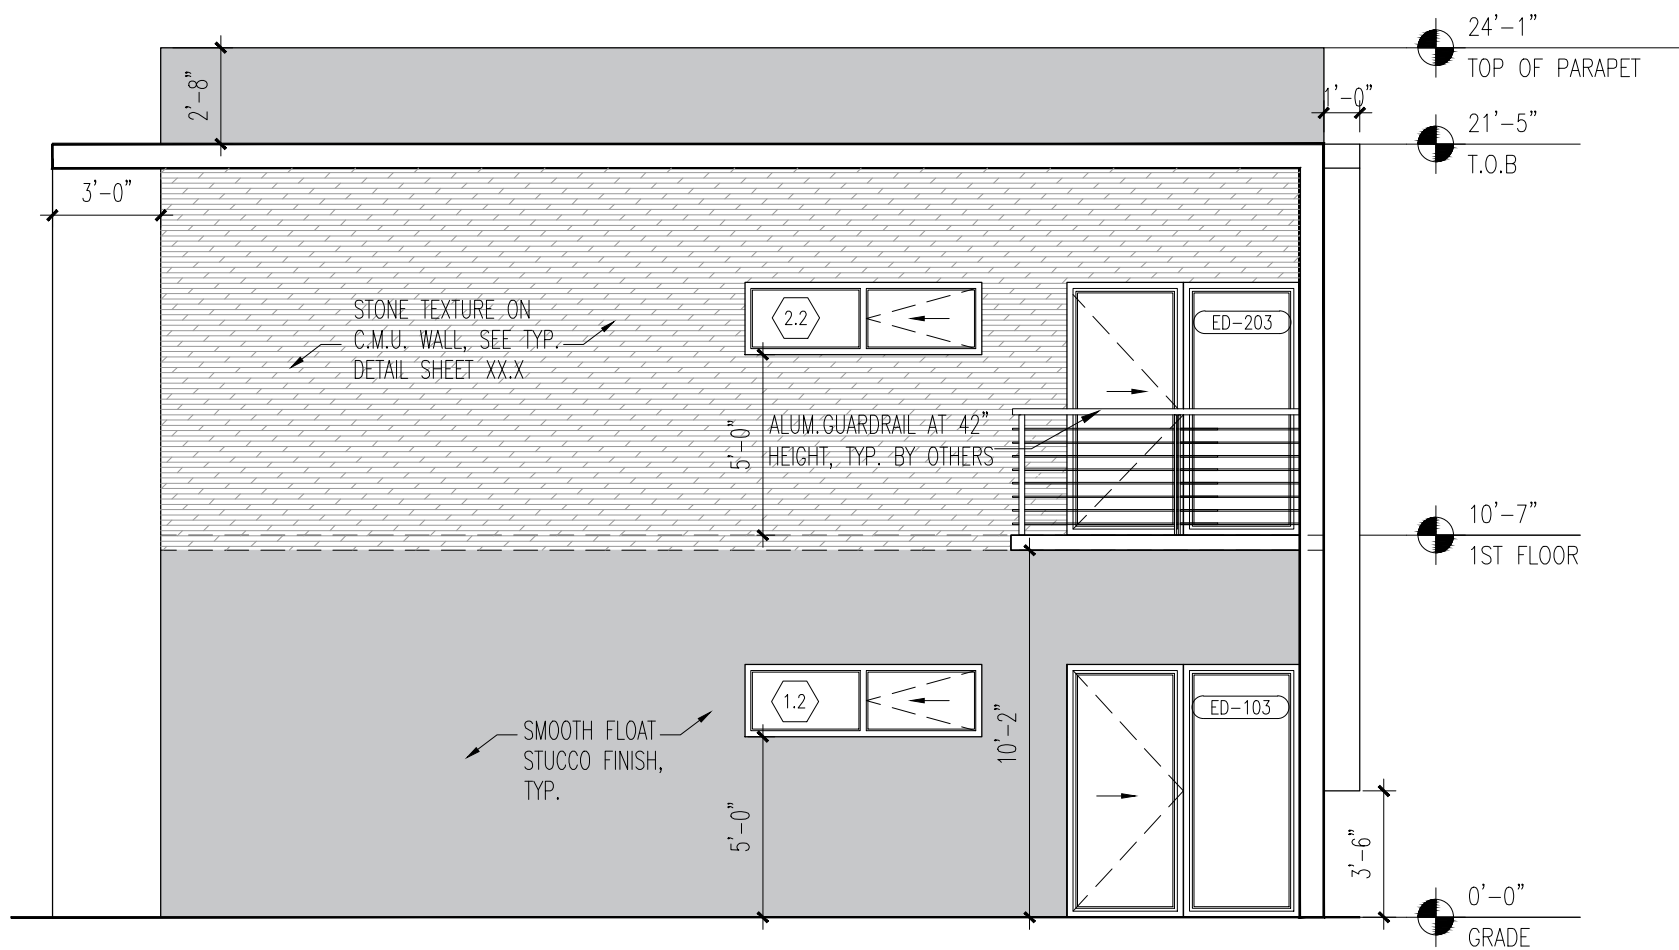 24'-1"
TOP OF PARAPET
2'-8"
1'-0"
21'-5"
T.O.B
3'-0"
STONE TEXTURE ON
C.M.U. WALL, SEE TYP.
DETAIL SHEET XX.X
2.2
ED-203
5'-0"
ALUM.GUARDRAIL AT 42"
HEIGHT, TYP. BY OTHERS
10'-7"
1ST FLOOR
1.2
ED-103
SMOOTH FLOAT
STUCCO FINISH,
TYP.
10'-2"
5'-0"
3'-6"
0'-0"
GRADE